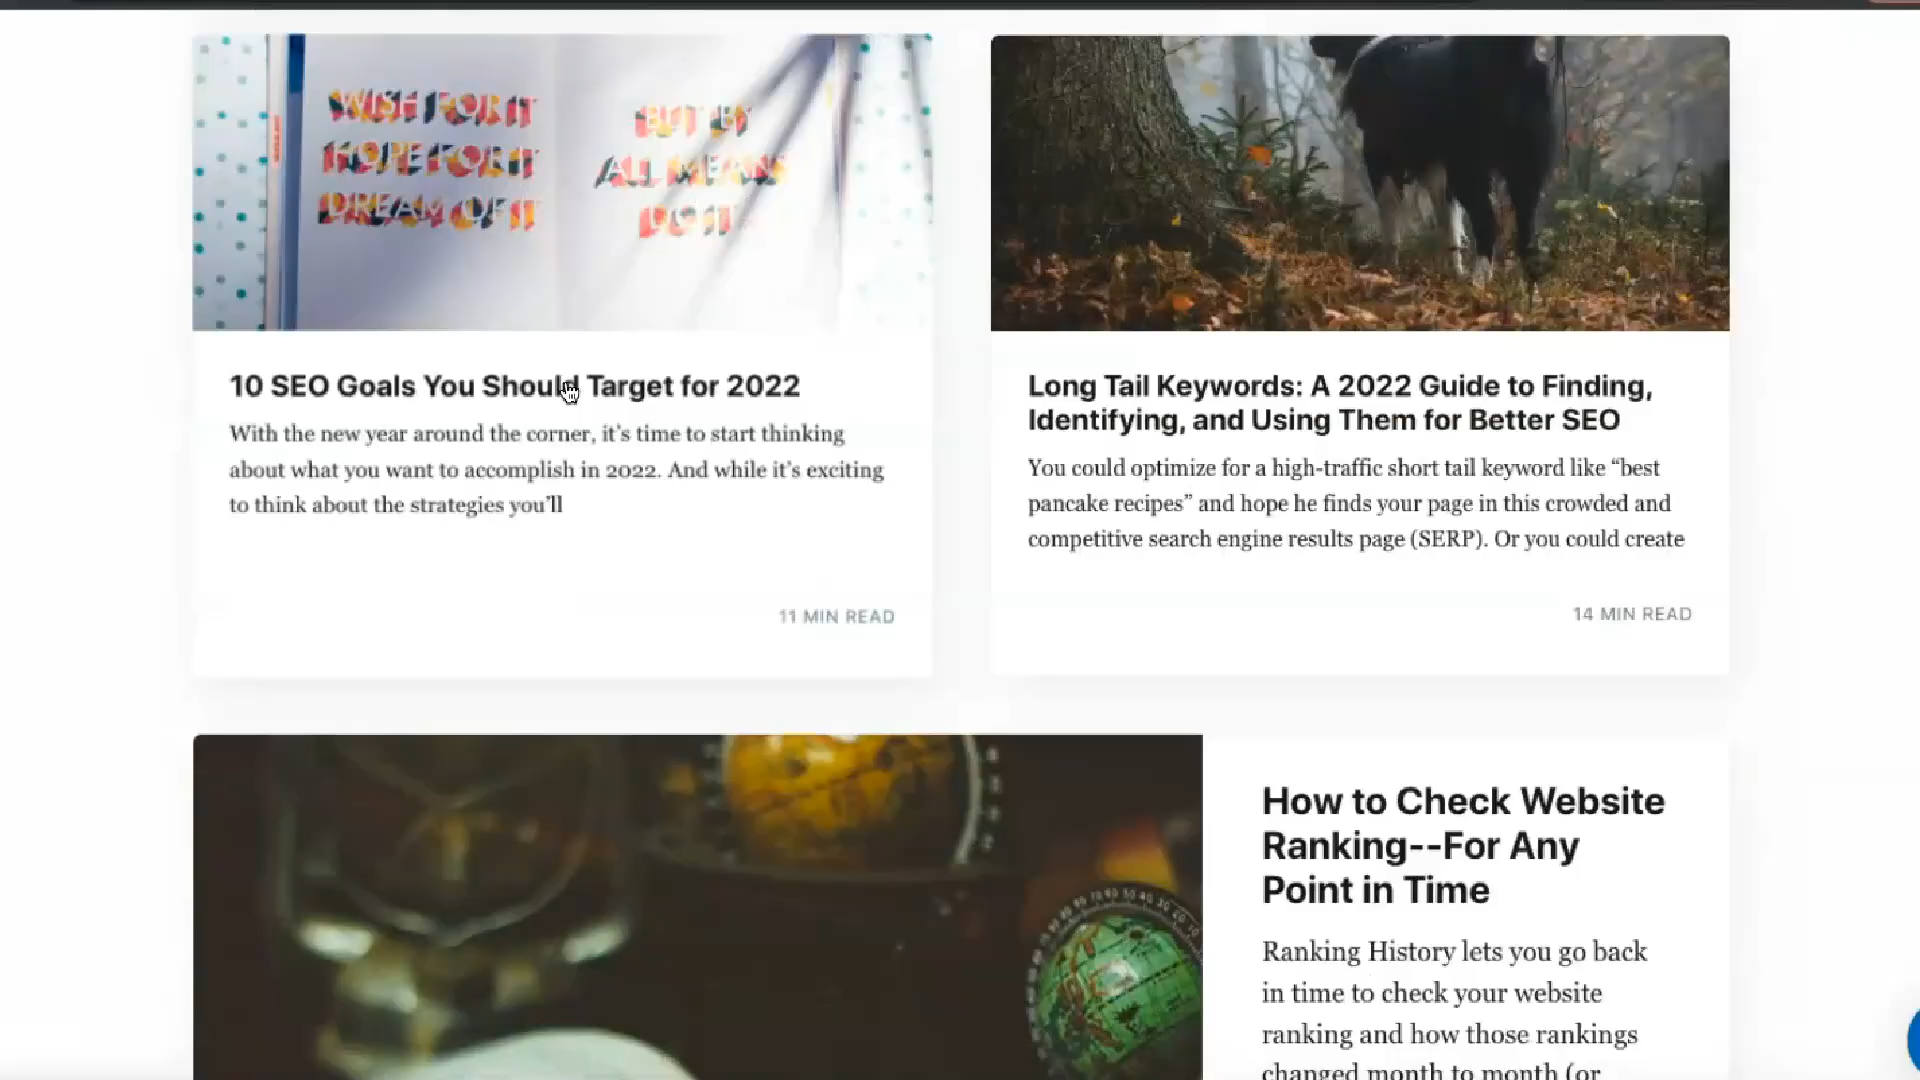 WISH FOR IT
HOPE FOR IT
DREAM OF IT
BUT BY
ALL MEANS
DO IT
10 SEO Goals You Should Target for 2022
With the new year around the corner, it's time to start thinking
about what you want to accomplish in 2022. And while it's exciting
to think about the strategies you'll
11 MIN READ
Long Tail Keywords: A 2022 Guide to Finding,
Identifying, and Using Them for Better SEO
You could optimize for a high-traffic short tail keyword like “best
pancake recipes” and hope he finds your page in this crowded and
competitive search engine results page (SERP). Or you could create
14 MIN READ
How to Check Website
Ranking--For Any
Point in Time
Ranking History lets you go back
in time to check your website
ranking and how those rankings
changed month to month (or